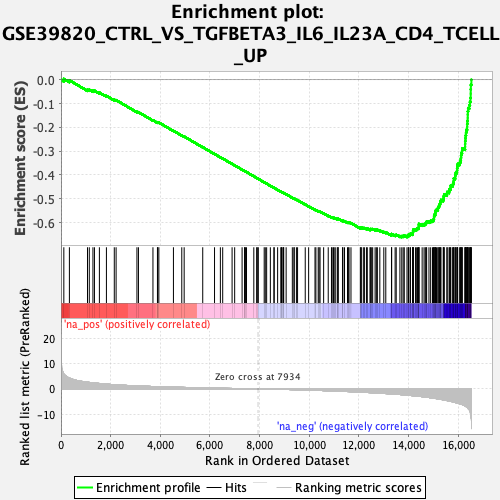 Enrichment plot:
GSE39820_CTRL_VS_TGFBETA3_IL6_IL23A_CD4_TCELL
_UP
Enrichment score (ES)
0.0
-0.1
-0.2
-0.3
-0.4
-0.5
-0.6
'na_pos' (positively correlated)
Ranked list metric (PreRanked)
20
10
0
-10
Zero cross at 7934
'na_neg' (negatively correlated)
0
2,000
4,000
6,000
8,000
10,000
12,000
14,000
16,000
Rank in Ordered Dataset
Enrichment profile
Hits
Ranking metric scores